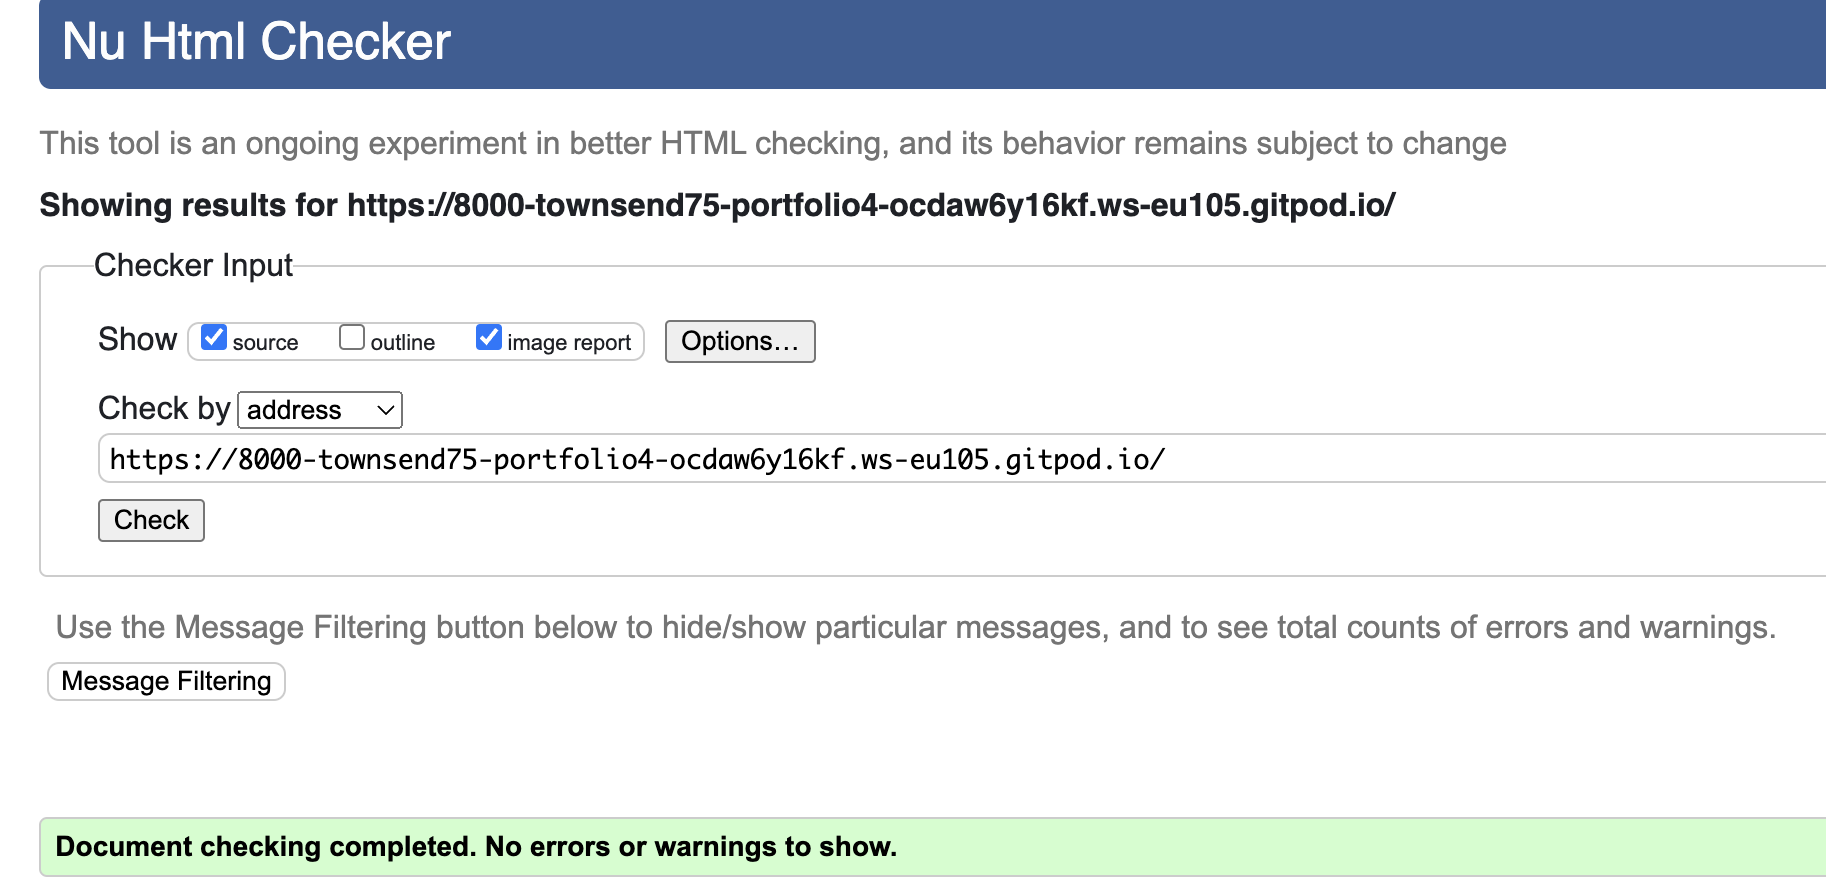 Nu Html Checker
This tool is an ongoing experiment in better HTML checking, and its behavior remains subject to change
Showing results for https://8000-townsend75-portfolio4-ocdaw6y16kf.ws-eu105.gitpod.io/
Checker Input
Show source outline image report Options…
Check by address
https://8000-townsend75-portfolio4-ocdaw6y16kf.ws-eu105.gitpod.io/
Check
Use the Message Filtering button below to hide/show particular messages, and to see total counts of errors and warnings.
Message Filtering
Document checking completed. No errors or warnings to show.